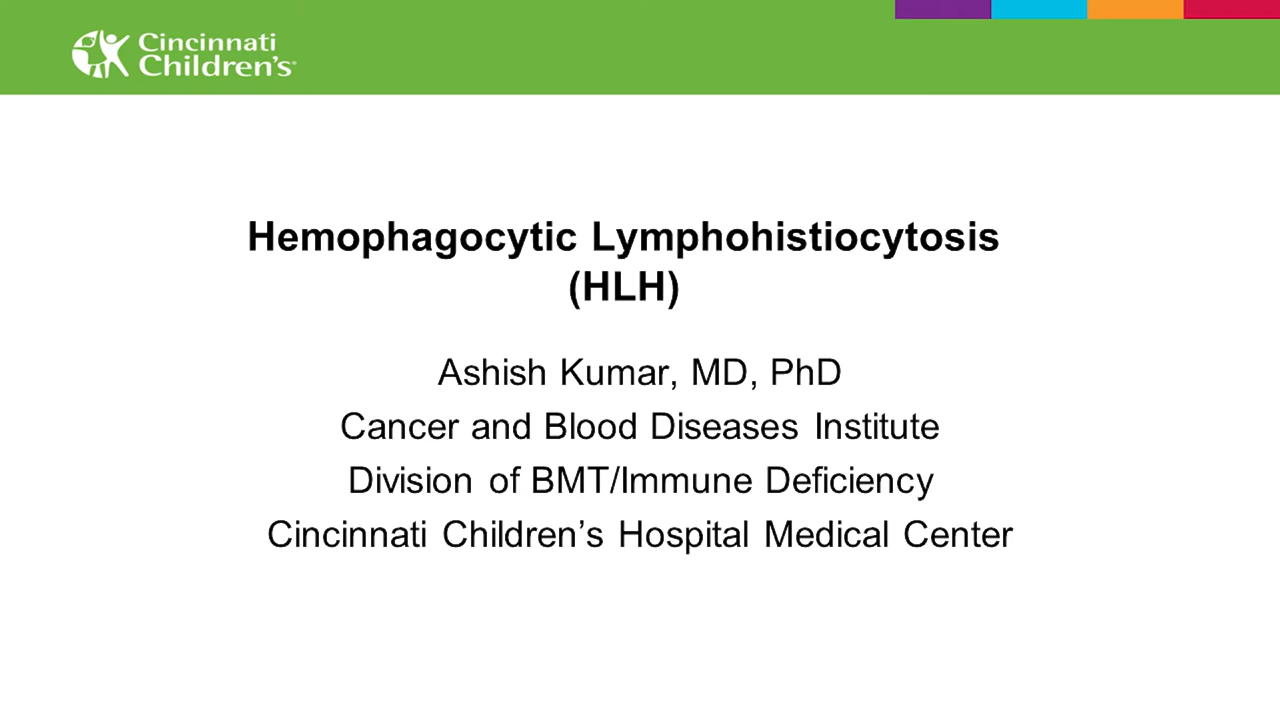 Cincinnati
Children's
Hemophagocytic Lymphohistiocytosis
(HLH)
Ashish Kumar, MD, PhD
Cancer and Blood Diseases Institute
Division of BMT/Immune Deficiency
Cincinnati Children’s Hospital Medical Center